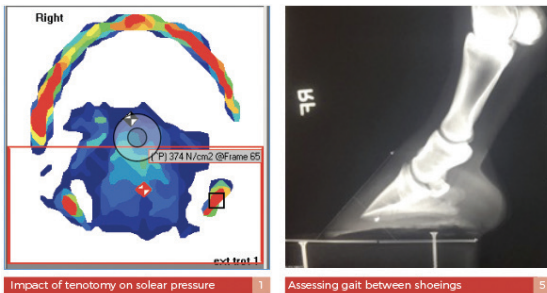 Right
(*P) 374 N/cm2 @Frame 65
ext trot 1
Impact of tenotomy on solear pressure 1
RF
Assessing gait between shoeings 5